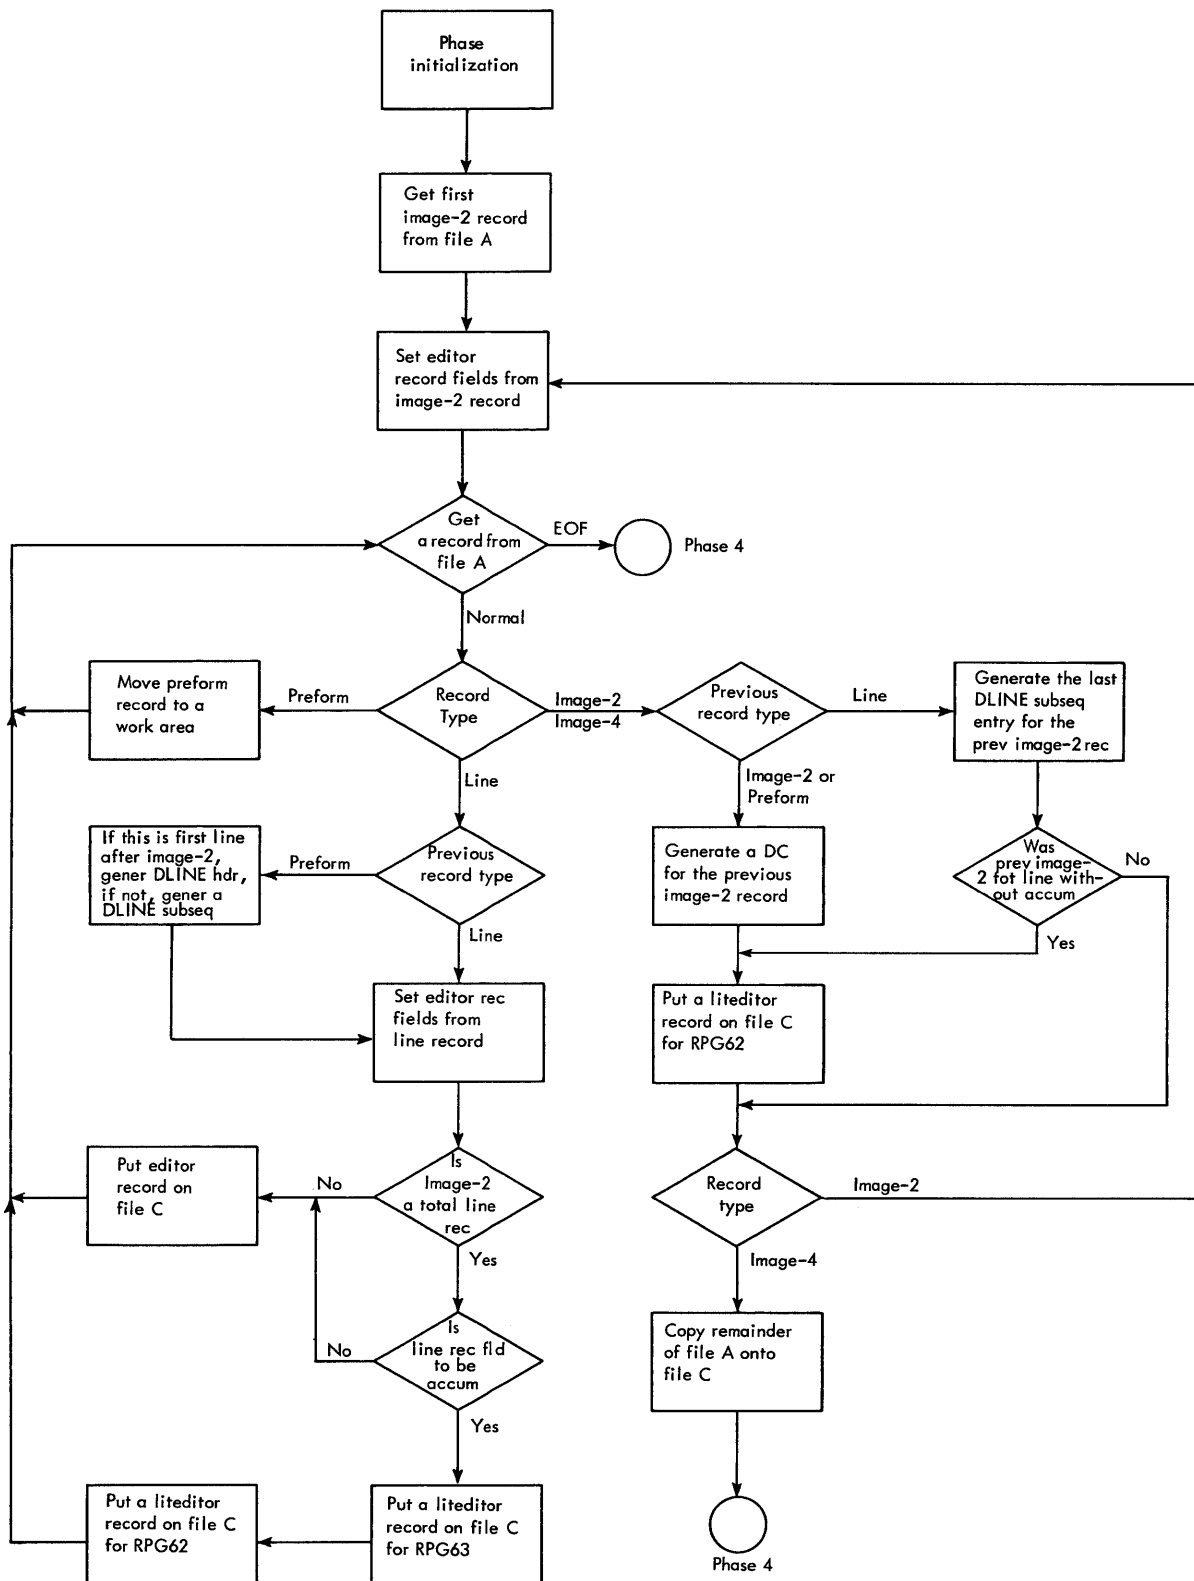 Phase
initialization
Get first
image-2 record
from file A
Set editor
record fields from
image-2 record
Get
a record from
file A
EOF
Phase 4
Normal
Move preform
record to a
work area
Preform
Record
Type
Image-2
Image-4
Previous
record type
Line
Generate the last
DLINE subseq
entry for the
prev image-2 rec
Line
Image-2 or
Preform
If this is first line
after image-2,
gener DLINE hdr,
if not, gener a
DLINE subseq
Preform
Previous
record type
Generate a DC
for the previous
image-2 record
Was
prev image-
2 fot line with-
out accum
No
Line
Yes
Set editor rec
fields from
line record
Put a liteditor
record on file C
for RPG62
Put editor
record on
file C
No
Is
Image-2
a total line
rec
Record
type
Image-2
Yes
Image-4
No
Is
line rec fld
to be
accum
Copy remainder
of file A onto
file C
Yes
Put a liteditor
record on file C
for RPG62
Put a liteditor
record on file C
for RPG63
Phase 4